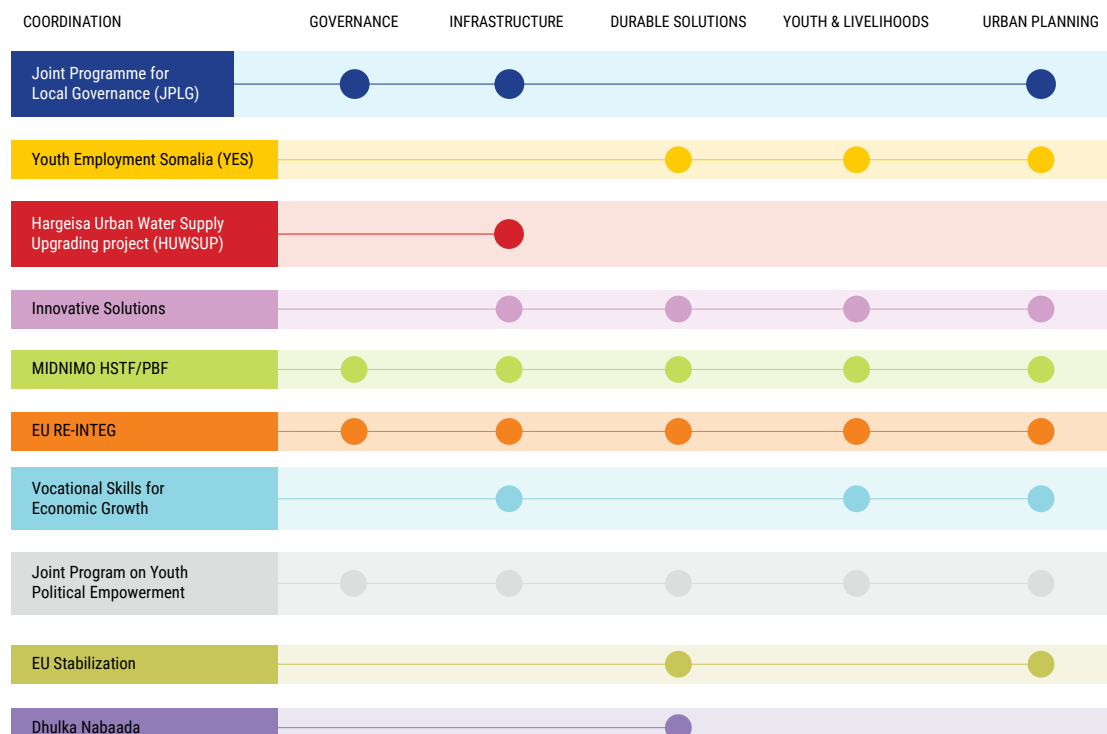 COORDINATION GOVERNANCE INFRASTRUCTURE DURABLE SOLUTIONS YOUTH & LIVELIHOODS URBAN PLANNING
Joint Programme for
Local Governance (JPLG)
Youth Employment Somalia (YES)
Hargeisa Urban Water Supply
Upgrading project (HUWSUP)
Innovative Solutions
MIDNIMO HSTF/PBF
EU RE-INTEG
Vocational Skills for
Economic Growth
Joint Program on Youth
Political Empowerment
EU Stabilization
Dhulka Nabaada